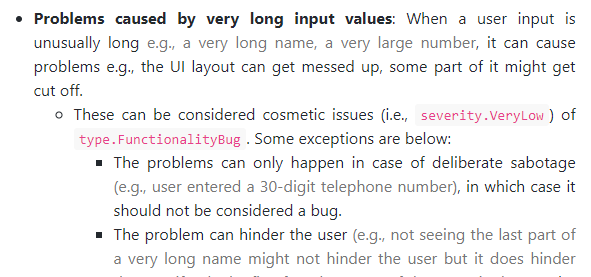 Problems caused by very long input values: When a user input is
unusually long e.g., a very long name, a very large number, it can cause
problems e.g., the UI layout can get messed up, some part of it might get
cut off.
These can be considered cosmetic issues (i.e., severity.VeryLow) of
type.FunctionalityBug. Some exceptions are below:
The problems can only happen in case of deliberate sabotage
(e.g., user entered a 30-digit telephone number), in which case it
should not be considered a bug.
The problem can hinder the user (e.g., not seeing the last part of
a very long name might not hinder the user but it does hinder